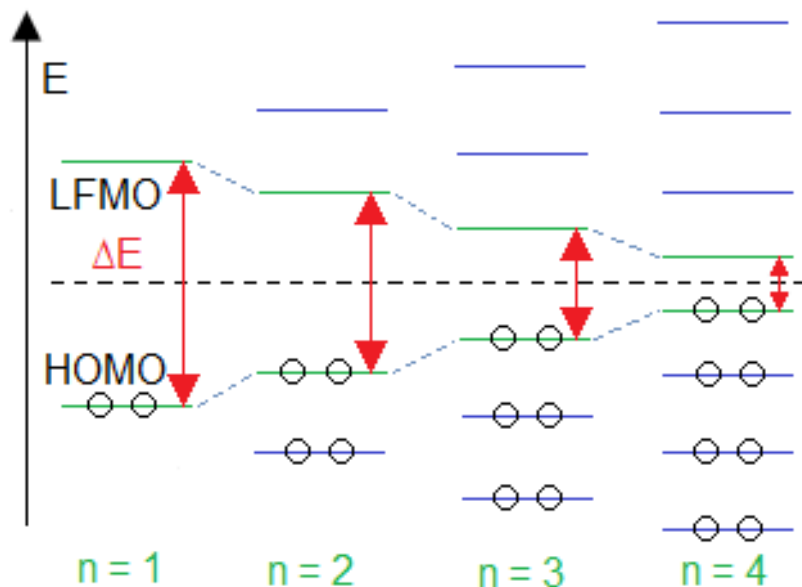 E
LFMO
ΔE
HOMO
n = 1
n = 2
n = 3
n = 4